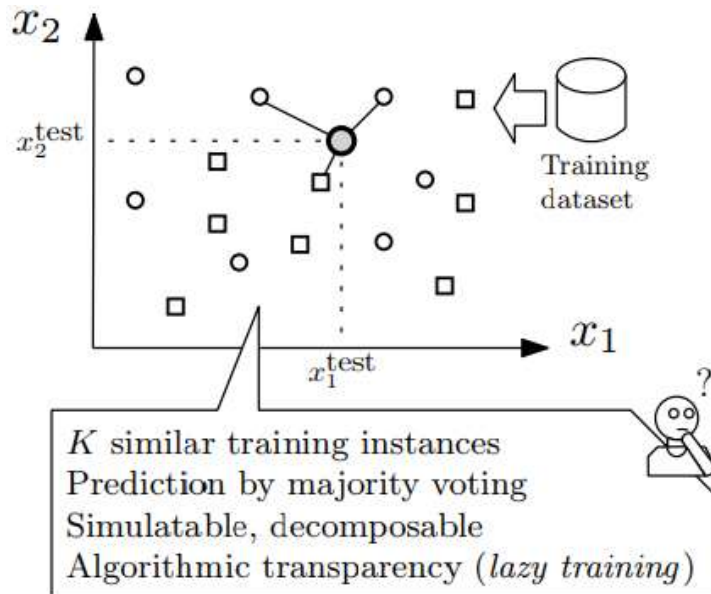 x₂
x₂ᵗᵉˢᵗ
Training
dataset
x₁
x₁ᵗᵉˢᵗ
?
K similar training instances
Prediction by majority voting
Simulatable, decomposable
Algorithmic transparency (lazy training)